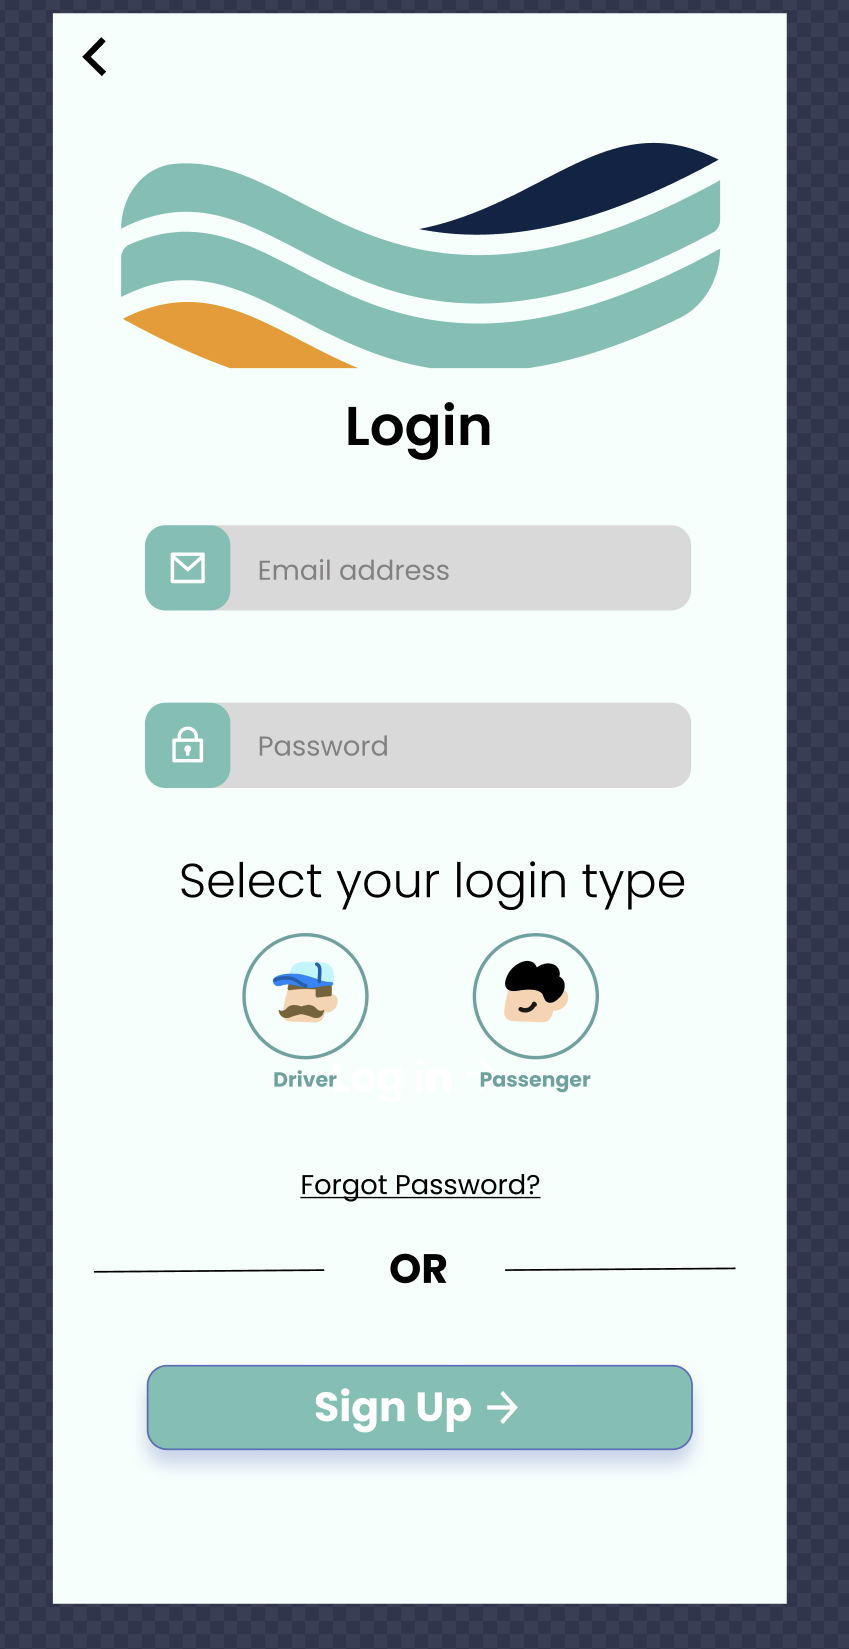 Login
Email address
Password
Select your login type
Log in
Driver Passenger
Forgot Password?
OR
Sign Up →